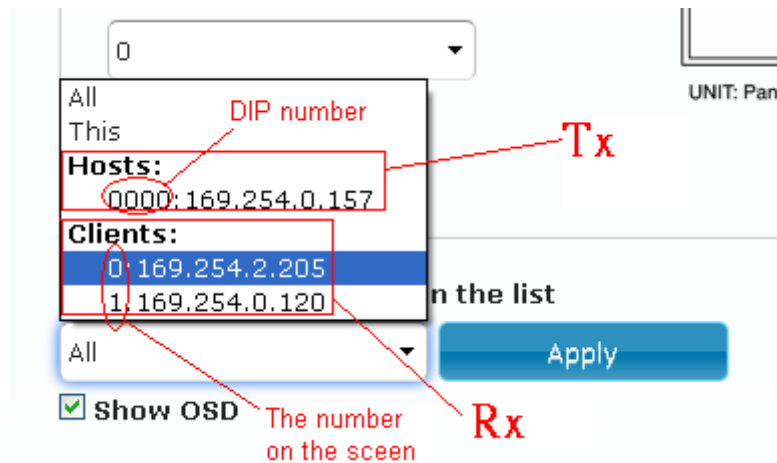 0
UNIT: Pan
All
DIP number
This
Tx
Hosts:
0000:169.254.0.157
Clients:
0:169.254.2.205
1:169.254.0.120
n the list
All
Apply
Show OSD
The number
on the sceen
Rx